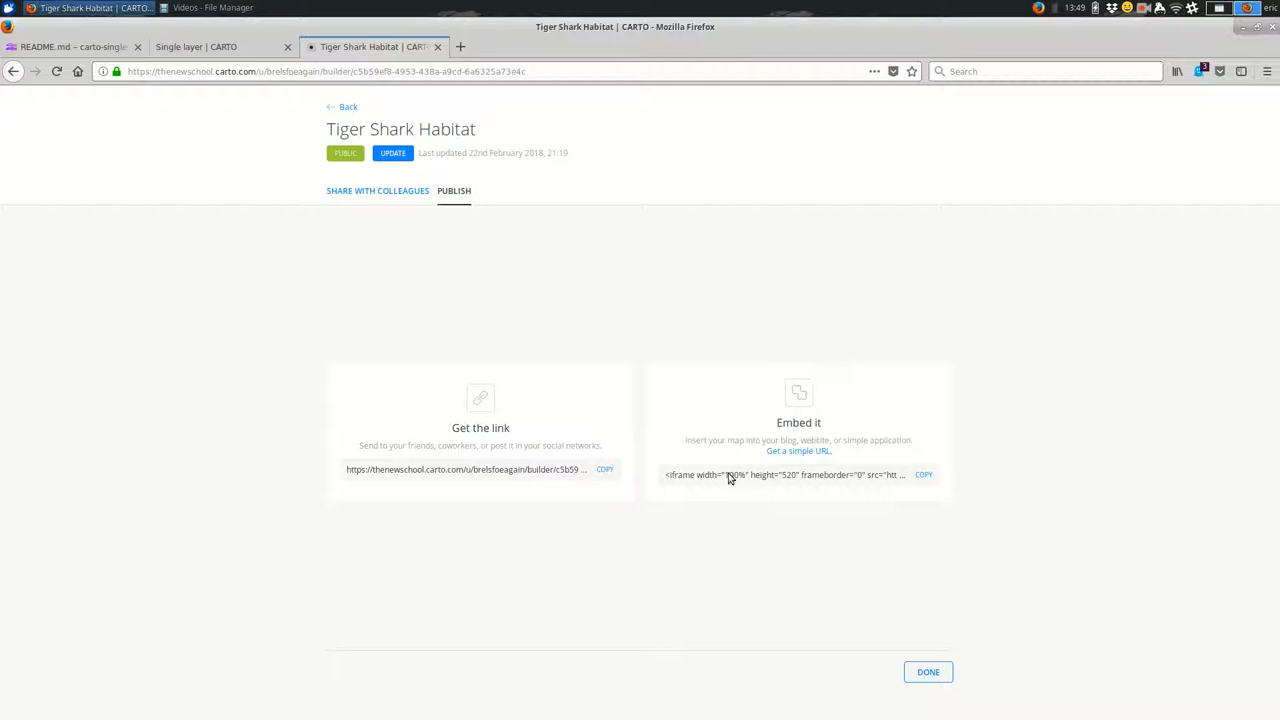 Tiger Shark Habitat | CARTO...
Videos - File Manager
13:49
eric
Tiger Shark Habitat | CARTO - Mozilla Firefox
README.md – carto-single
Single layer | CARTO
Tiger Shark Habitat | CART
https://thenewschool.carto.com/u/brelsfoeagain/builder/c5b59ef8-4953-438a-a9cd-6a6325a73e4c
Search
3
Back
Tiger Shark Habitat
PUBLIC
UPDATE
Last updated 22nd February 2018, 21:19
SHARE WITH COLLEAGUES
PUBLISH
Get the link
Send to your friends, coworkers, or post it in your social networks.
https://thenewschool.carto.com/u/brelsfoeagain/builder/c5b59 ...
COPY
Embed it
Insert your map into your blog, webtite, or simple application.
Get a simple URL.
<iframe width="100%" height="520" frameborder="0" src="htt ...
COPY
DONE